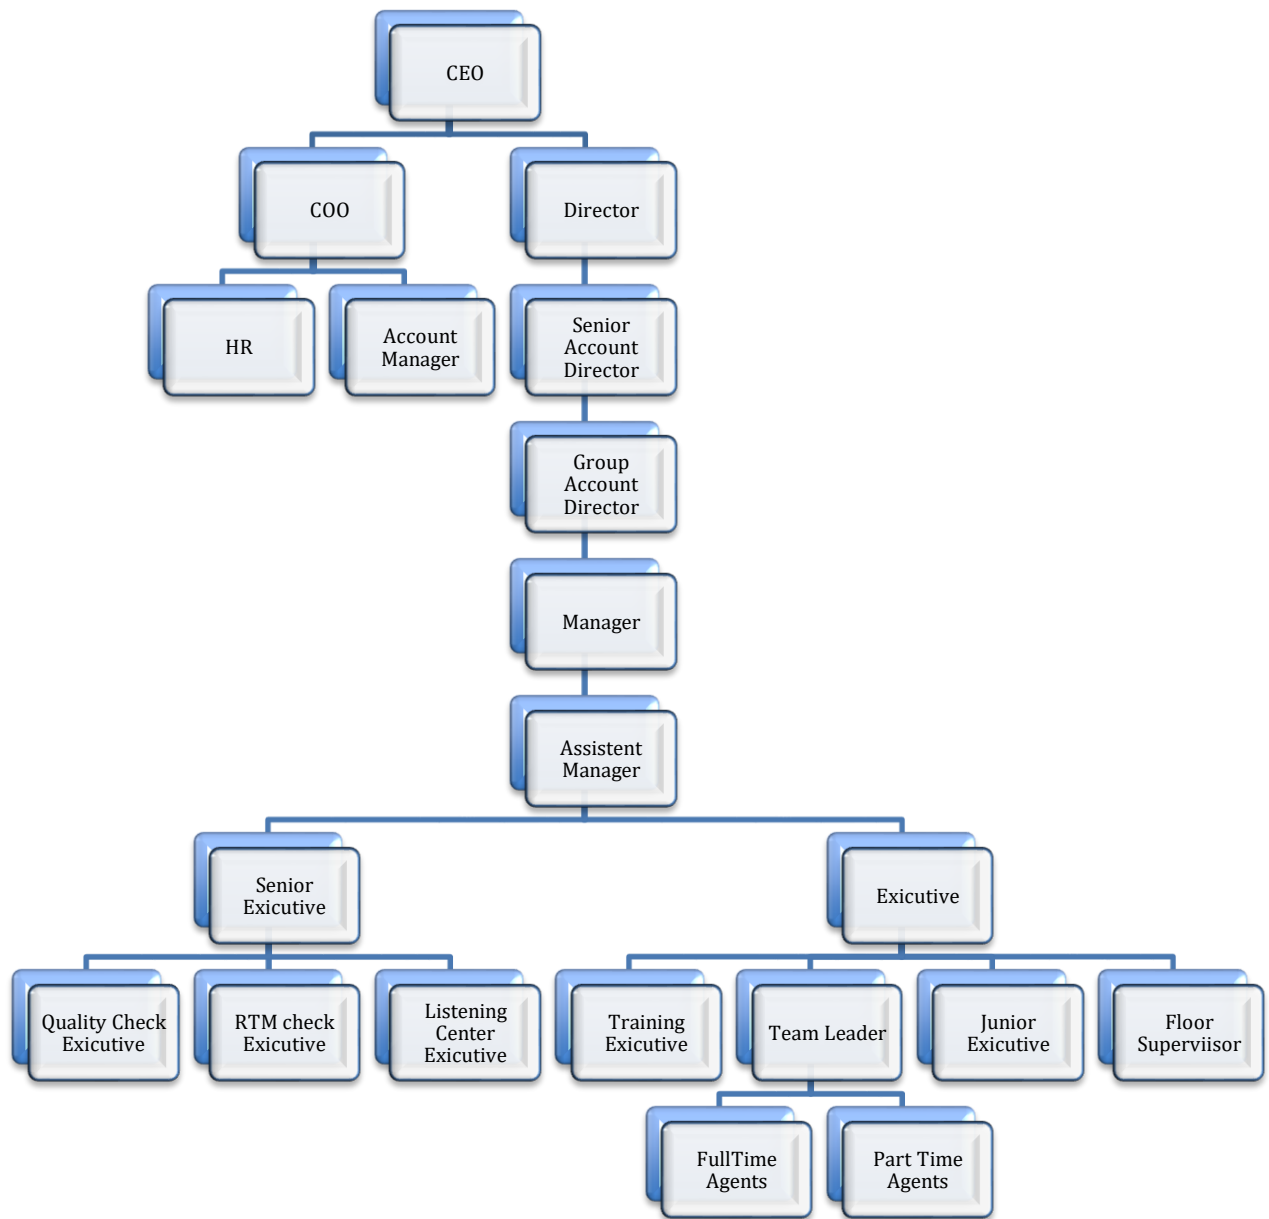 CEO
COO
Director
HR
Account
Manager
Senior
Account
Director
Group
Account
Director
Manager
Assistent
Manager
Senior
Exicutive
Exicutive
Quality Check
Exicutive
RTM check
Exicutive
Listening
Center
Exicutive
Training
Exicutive
Team Leader
Junior
Exicutive
Floor
Superviisor
FullTime
Agents
Part Time
Agents